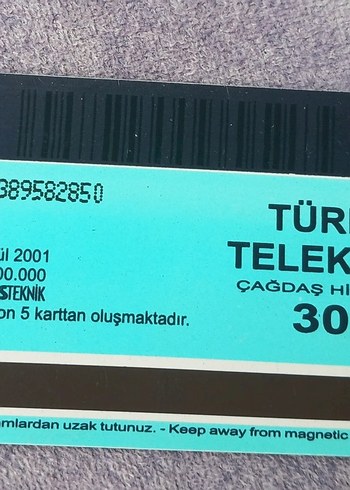 389582850
TÜR
ül 2001
TELEK
00.000
ÇAĞDAŞ Hİ
STEKNİK
on 5 karttan oluşmaktadır.
30
amlardan uzak tutunuz. - Keep away from magnetic